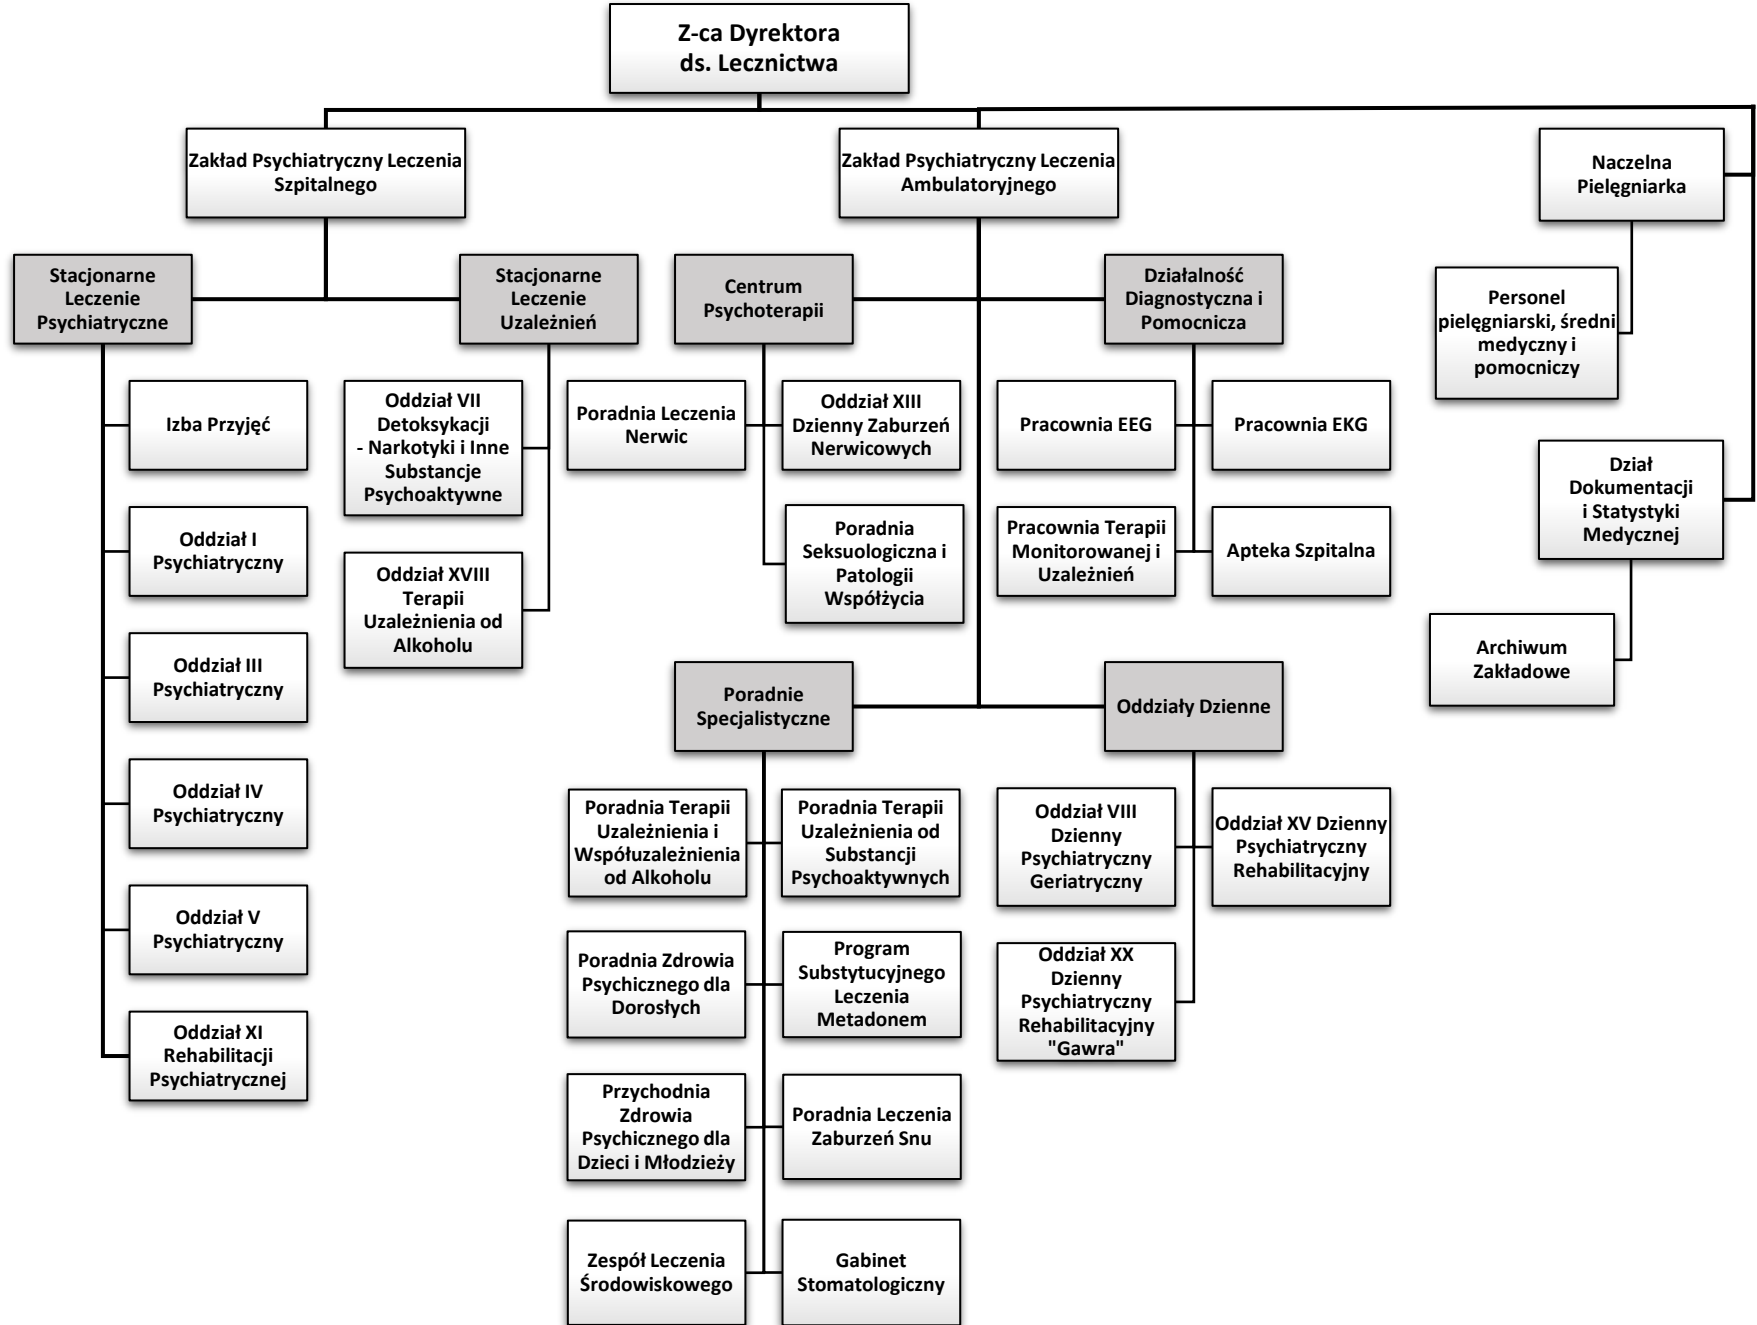 Z-ca Dyrektora
ds. Lecznictwa
Zakład Psychiatryczny Leczenia
Szpitalnego
Zakład Psychiatryczny Leczenia
Ambulatoryjnego
Naczelna
Pielęgniarka
Stacjonarne
Leczenie
Psychiatryczne
Stacjonarne
Leczenie
Uzależnień
Centrum
Psychoterapii
Działalność
Diagnostyczna i
Pomocnicza
Personel
pielęgniarski, średni
medyczny i
pomocniczy
Izba Przyjęć
Oddział I
Psychiatryczny
Oddział III
Psychiatryczny
Oddział IV
Psychiatryczny
Oddział V
Psychiatryczny
Oddział XI
Rehabilitacji
Psychiatrycznej
Oddział VII
Detoksykacji
- Narkotyki i Inne
Substancje
Psychoaktywne
Oddział XVIII
Terapii
Uzależnienia od
Alkoholu
Poradnia Leczenia
Nerwic
Oddział XIII
Dzienny Zaburzeń
Nerwicowych
Poradnia
Seksuologiczna i
Patologii
Współżycia
Pracownia EEG
Pracownia EKG
Pracownia Terapii
Monitorowanej i
Uzależnień
Apteka Szpitalna
Dział
Dokumentacji
i Statystyki
Medycznej
Archiwum
Zakładowe
Poradnie
Specjalistyczne
Oddziały Dzienne
Poradnia Terapii
Uzależnienia i
Współuzależnienia
od Alkoholu
Poradnia Terapii
Uzależnienia od
Substancji
Psychoaktywnych
Poradnia Zdrowia
Psychicznego dla
Dorosłych
Program
Substytucyjnego
Leczenia
Metadonem
Przychodnia
Zdrowia
Psychicznego dla
Dzieci i Młodzieży
Poradnia Leczenia
Zaburzeń Snu
Zespół Leczenia
Środowiskowego
Gabinet
Stomatologiczny
Oddział VIII
Dzienny
Psychiatryczny
Geriatryczny
Oddział XV Dzienny
Psychiatryczny
Rehabilitacyjny
Oddział XX
Dzienny
Psychiatryczny
Rehabilitacyjny
"Gawra"